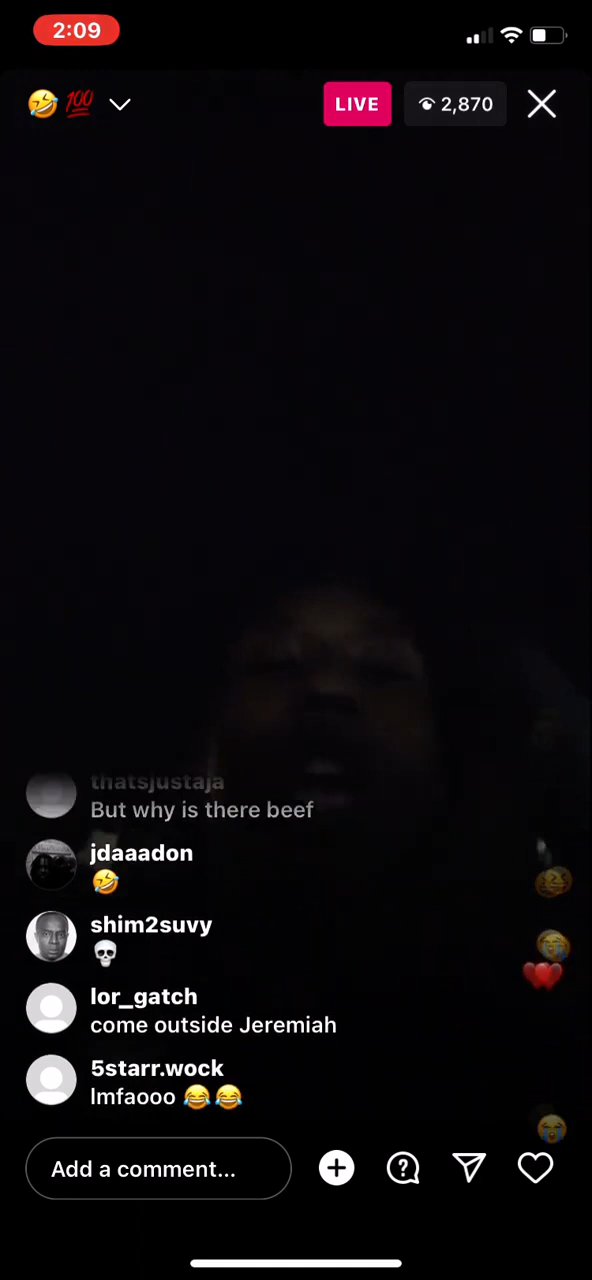 2:09
🤣 💯
LIVE
2,870
thatsjustaja
But why is there beef
jdaaadon
🤣
shim2suvy
💀
lor_gatch
come outside Jeremiah
5starr.wock
lmfaooo 😂 😂
Add a comment...